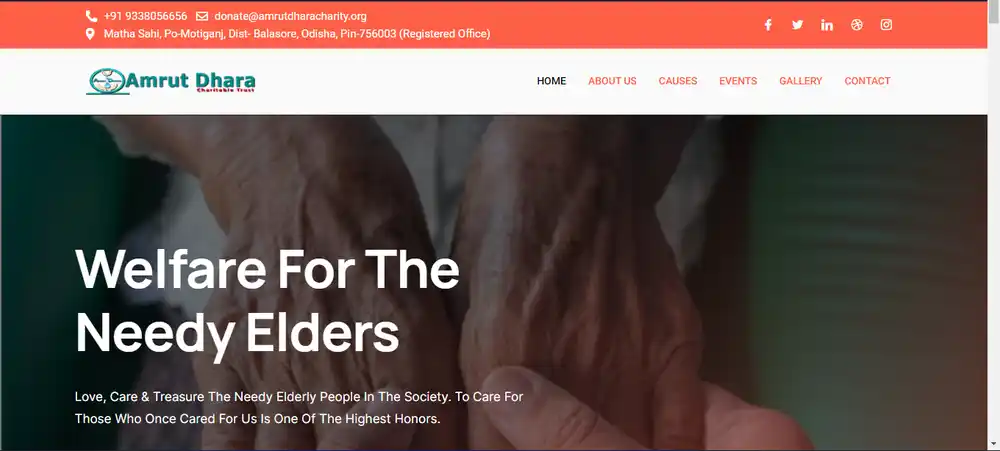 +91 9338056656 donate@amrutdharacharity.org
Matha Sahi, Po-Motiganj, Dist- Balasore, Odisha, Pin-756003 (Registered Office)
Amrut Dhara
Charitable Trust
HOME ABOUT US CAUSES EVENTS GALLERY CONTACT
Welfare For The
Needy Elders
Love, Care & Treasure The Needy Elderly People In The Society. To Care For
Those Who Once Cared For Us Is One Of The Highest Honors.